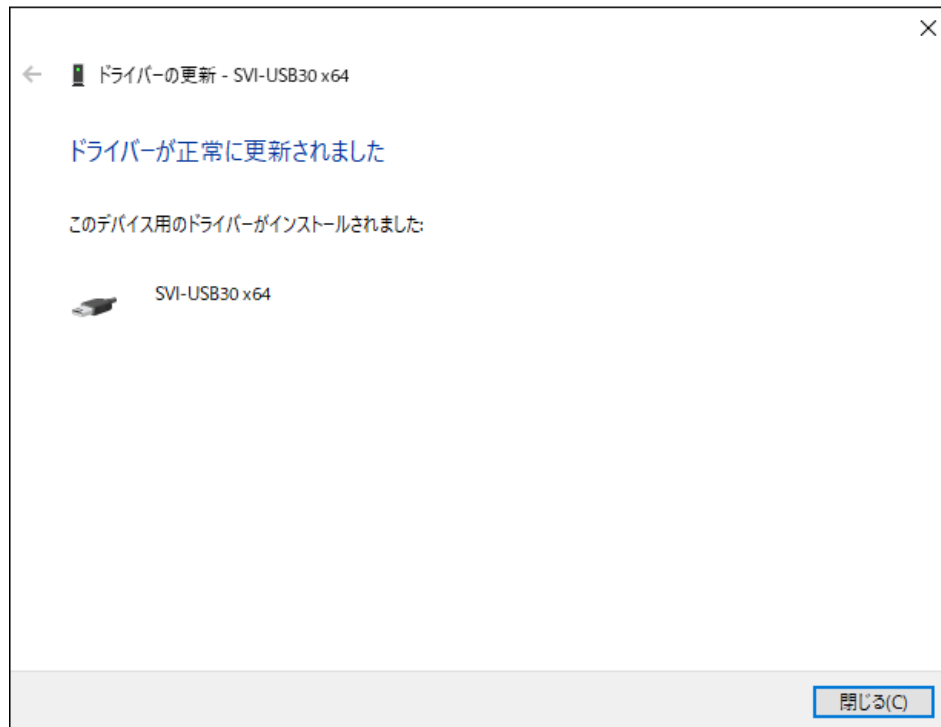 ドライバーの更新 - SVI-USB30 x64
ドライバーが正常に更新されました
このデバイス用のドライバーがインストールされました:
SVI-USB30 x64
閉じる(C)